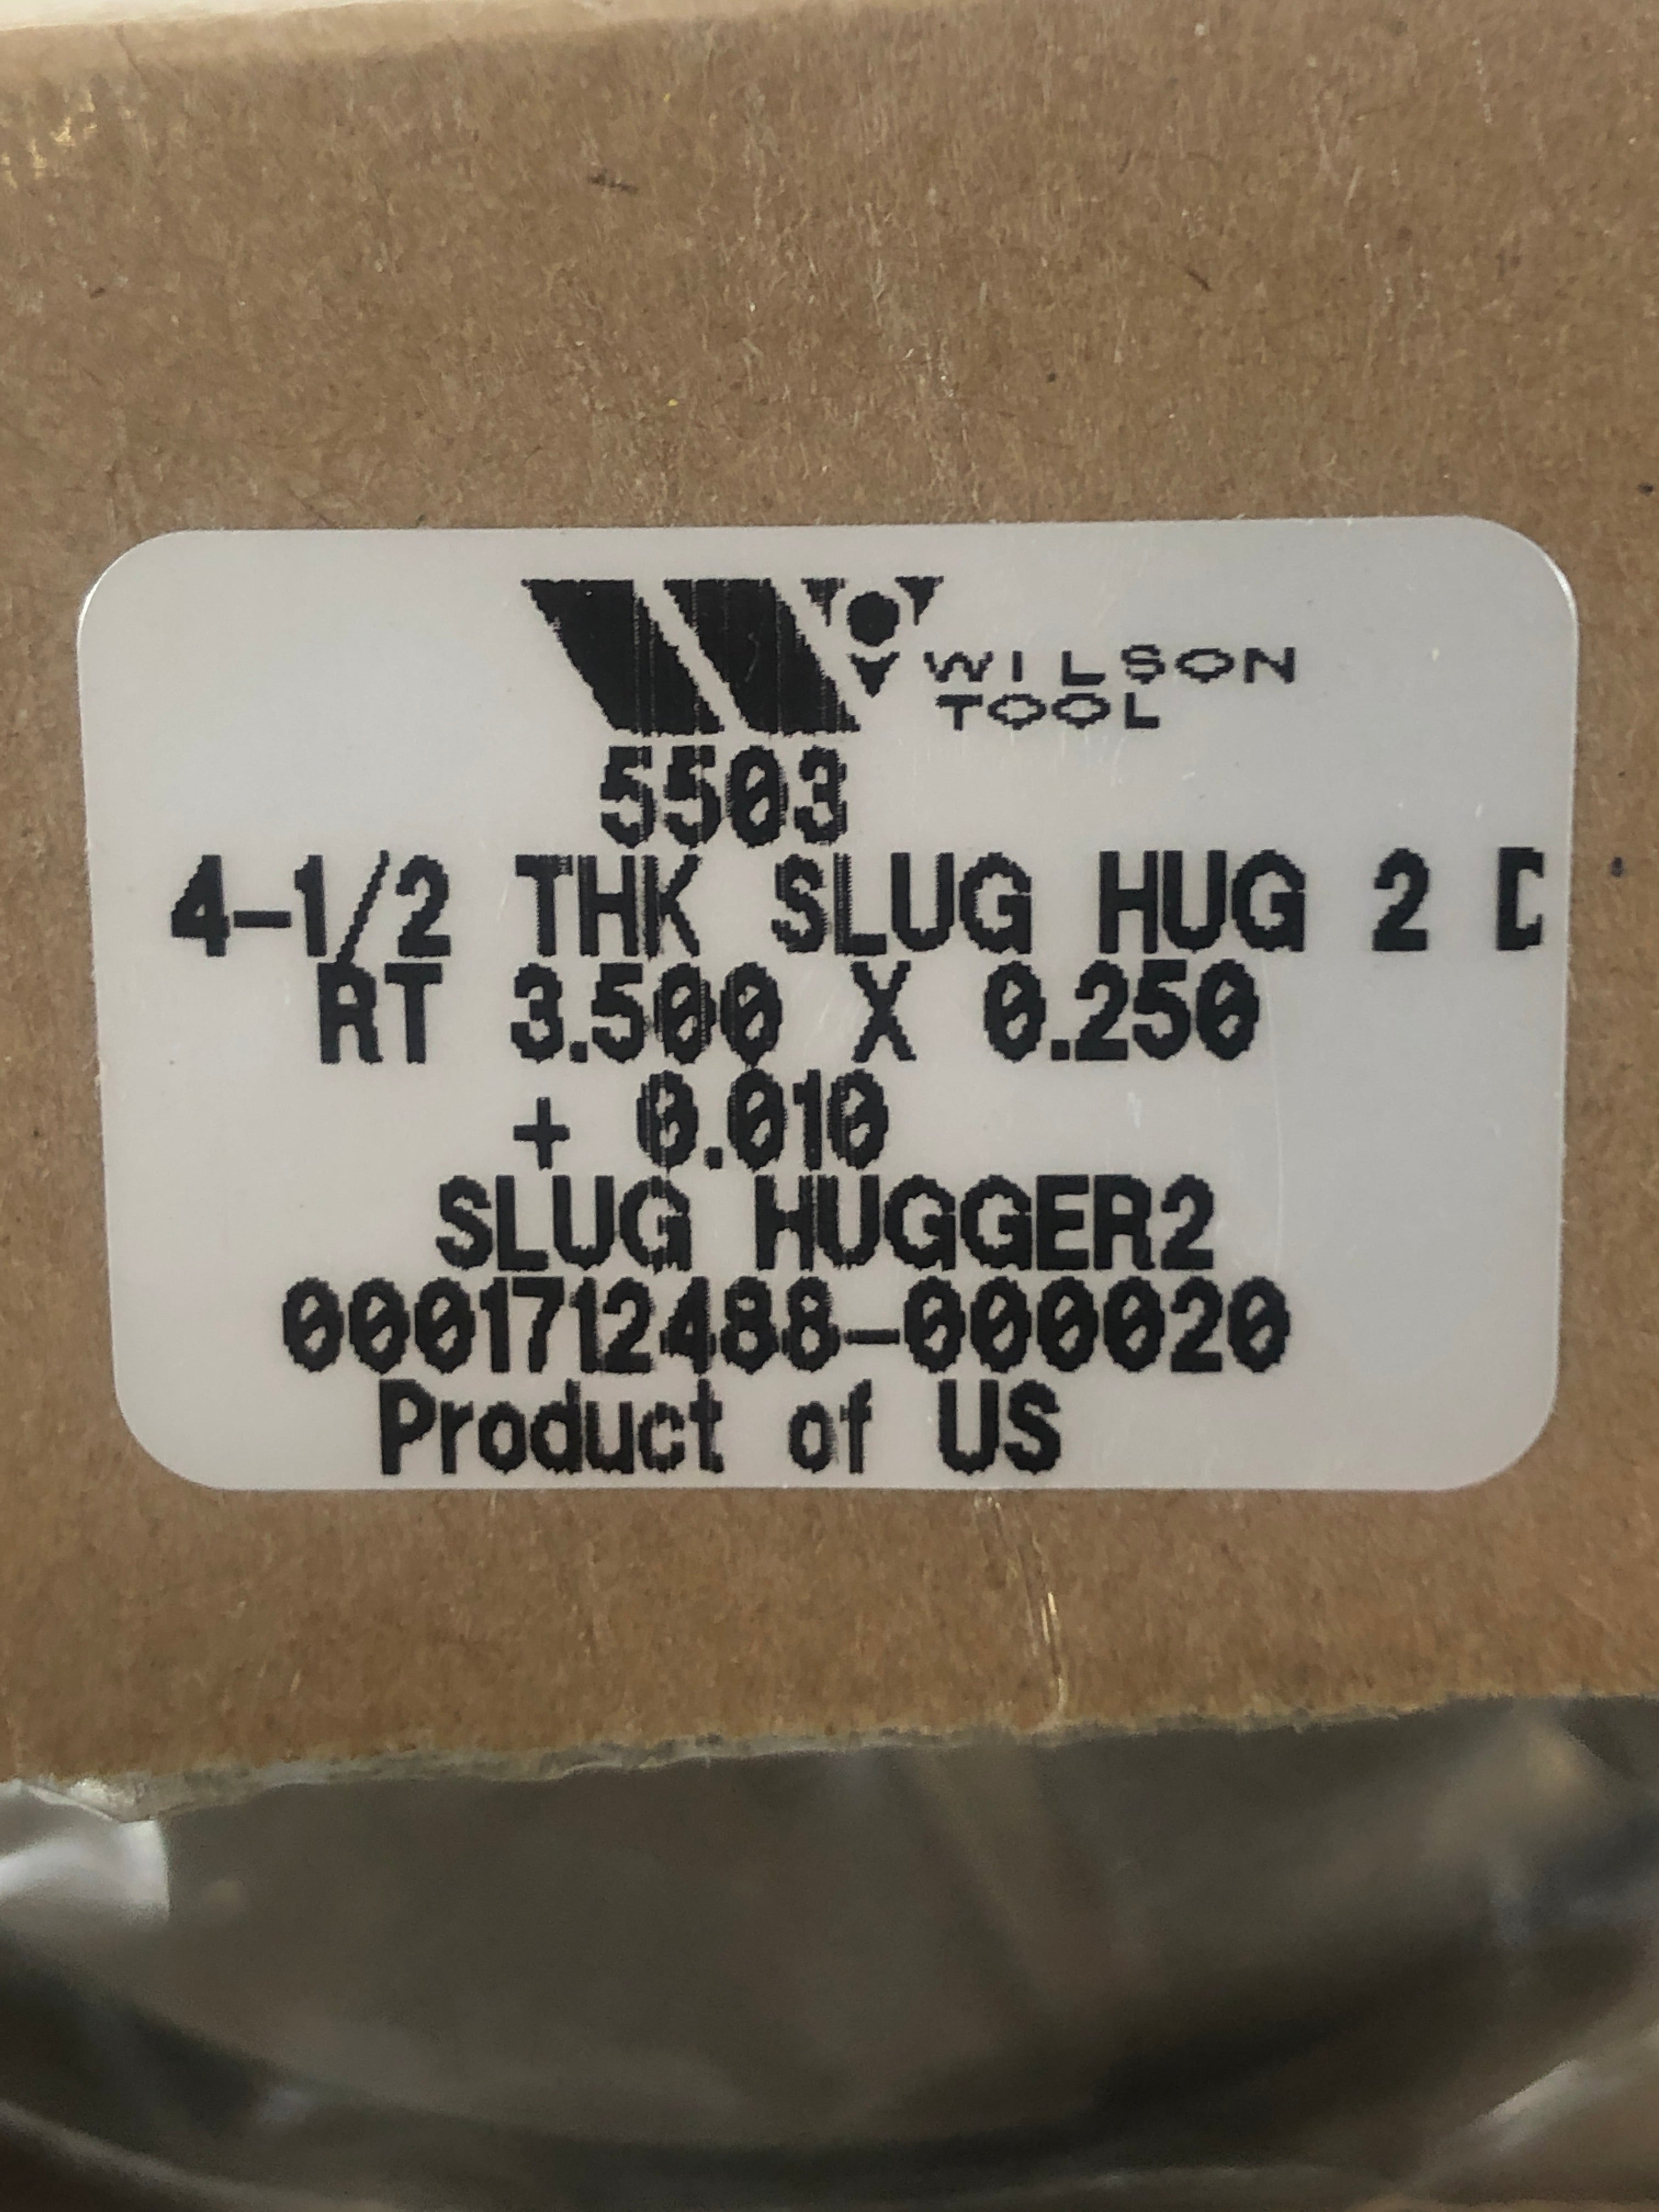 WILSON
TOOL
5503
4-1/2 THK SLUG HUG 2 D
RT 3.500 X 0.250
+ 0.010
SLUG HUGGER2
0001712488-000020
Product of US